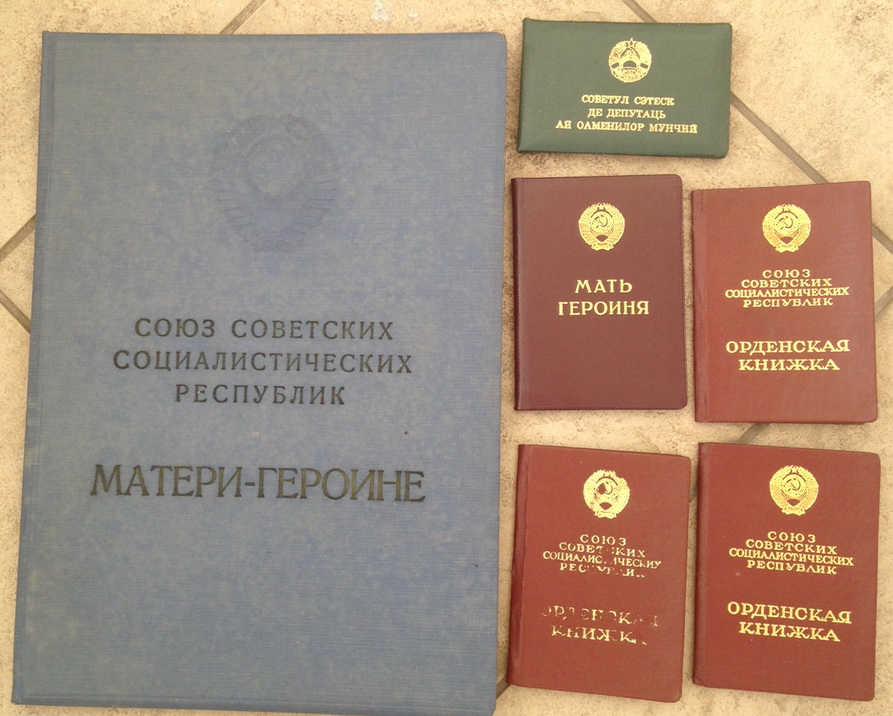 СОЮЗ СОВЕТСКИХ
СОЦИАЛИСТИЧЕСКИХ
РЕСПУБЛИК
МАТЕРИ-ГЕРОИНЕ
СОВЕТУЛ СЭТЕСК
ДЕ ДЕПУТАЦЬ
АЙ ОАМЕНИЛОР МУНЧИЙ
МАТЬ
ГЕРОИНЯ
СОЮЗ
СОВЕТСКИХ
СОЦИАЛИСТИЧЕСКИХ
РЕСПУБЛИК
ОРДЕНСКАЯ
КНИЖКА
СОЮЗ
СОВЕТСКИХ
СОЦИАЛИСТИЧЕСКИХ
РЕСПУБЛИК
ОРДЕНСКАЯ
КНИЖКА
СОЮЗ
СОВЕТСКИХ
СОЦИАЛИСТИЧЕСКИХ
РЕСПУБЛИК
ОРДЕНСКАЯ
КНИЖКА